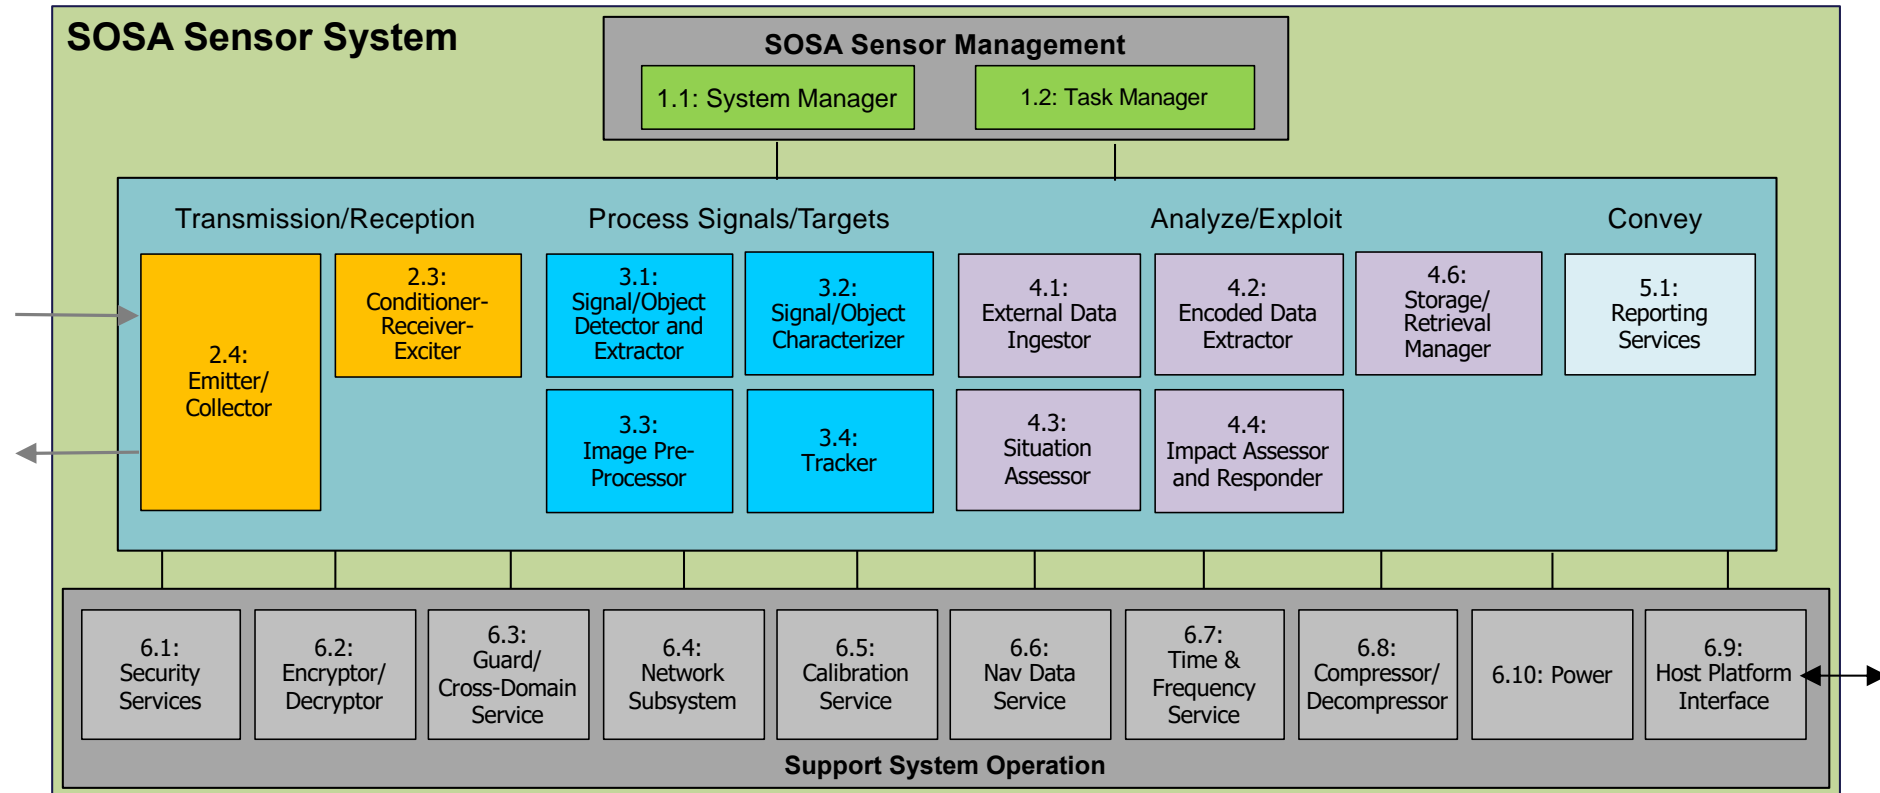 SOSA Sensor System
SOSA Sensor Management
1.1: System Manager
1.2: Task Manager
Transmission/Reception
Process Signals/Targets
Analyze/Exploit
Convey
2.4:
Emitter/
Collector
2.3:
Conditioner-
Receiver-
Exciter
3.1:
Signal/Object
Detector and
Extractor
3.2:
Signal/Object
Characterizer
3.3:
Image Pre-
Processor
3.4:
Tracker
4.1:
External Data
Ingestor
4.2:
Encoded Data
Extractor
4.6:
Storage/
Retrieval
Manager
4.3:
Situation
Assessor
4.4:
Impact Assessor
and Responder
5.1:
Reporting
Services
6.1:
Security
Services
6.2:
Encryptor/
Decryptor
6.3:
Guard/
Cross-Domain
Service
6.4:
Network
Subsystem
6.5:
Calibration
Service
6.6:
Nav Data
Service
6.7:
Time &
Frequency
Service
6.8:
Compressor/
Decompressor
6.10: Power
6.9:
Host Platform
Interface
Support System Operation